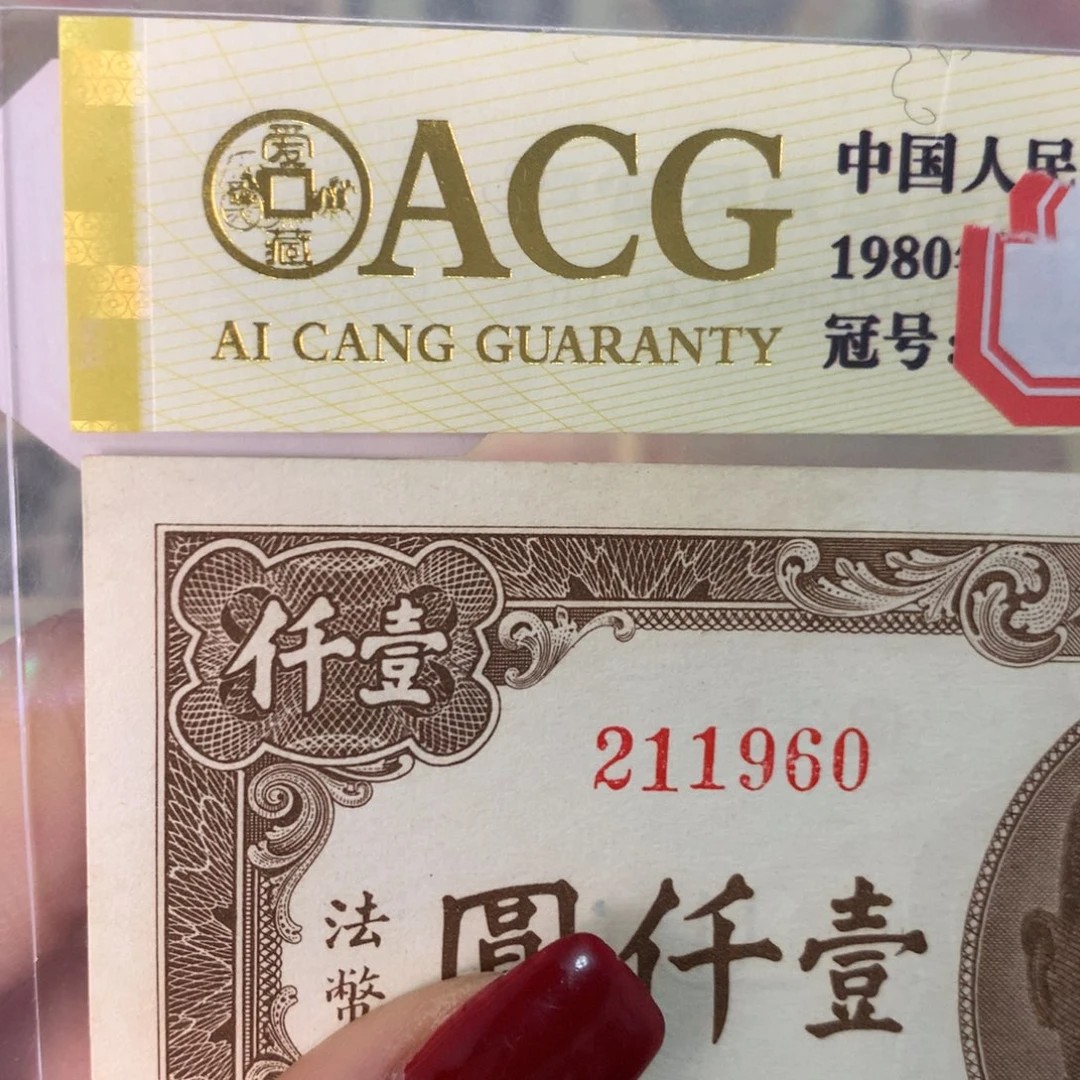 爱藏
ACG
AI CANG GUARANTY
中国人民
1980
冠号:
仟壹
211960
圓仟壹
法幣